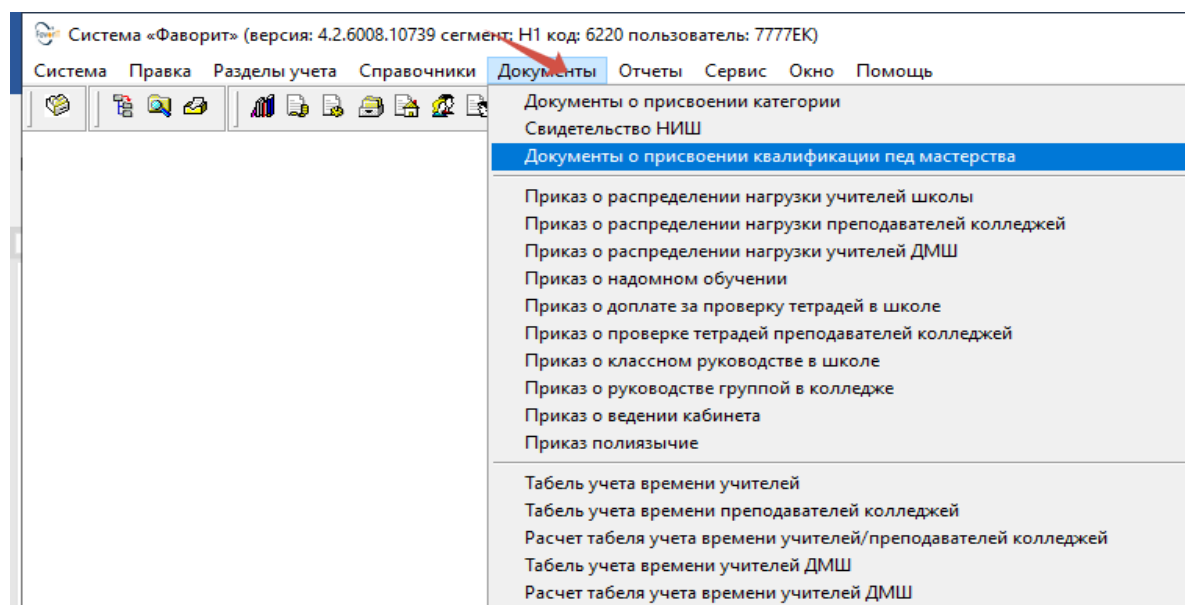 Система «Фаворит» (версия: 4.2.6008.10739 сегмент: H1 код: 6220 пользователь: 7777ЕК)
Система Правка Разделы учета Справочники Документы Отчеты Сервис Окно Помощь
Документы о присвоении категории
Свидетельство НИШ
Документы о присвоении квалификации пед мастерства
Приказ о распределении нагрузки учителей школы
Приказ о распределении нагрузки преподавателей колледжей
Приказ о распределении нагрузки учителей ДМШ
Приказ о надомном обучении
Приказ о доплате за проверку тетрадей в школе
Приказ о проверке тетрадей преподавателей колледжей
Приказ о классном руководстве в школе
Приказ о руководстве группой в колледже
Приказ о ведении кабинета
Приказ полиязычие
Табель учета времени учителей
Табель учета времени преподавателей колледжей
Расчет табеля учета времени учителей/преподавателей колледжей
Табель учета времени учителей ДМШ
Расчет табеля учета времени учителей ДМШ